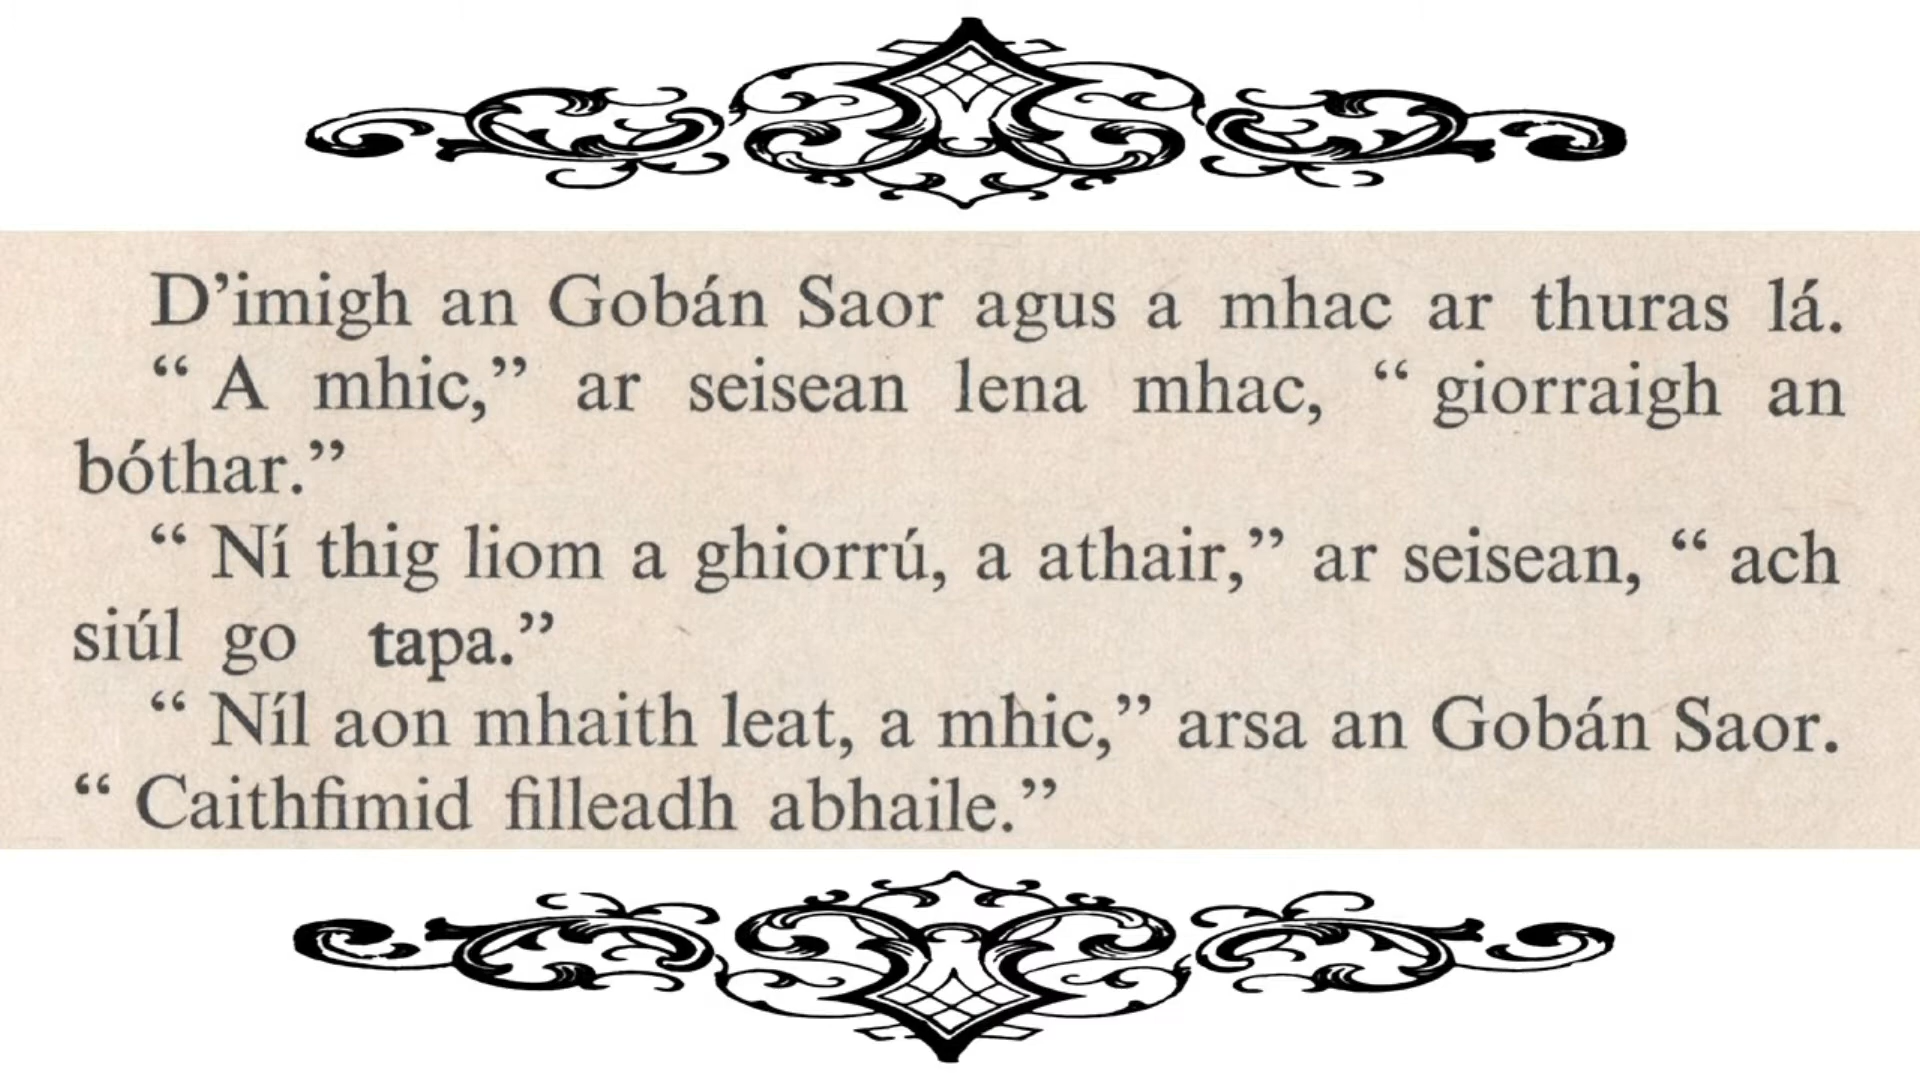 D’imigh an Gobán Saor agus a mhac ar thuras lá.
“ A mhic,” ar seisean lena mhac, “ giorraigh an
bóthar.”
“ Ní thig liom a ghiorrú, a athair,” ar seisean, “ ach
siúl go tapa.”
“ Níl aon mhaith leat, a mhic,” arsa an Gobán Saor.
“ Caithfimid filleadh abhaile.”